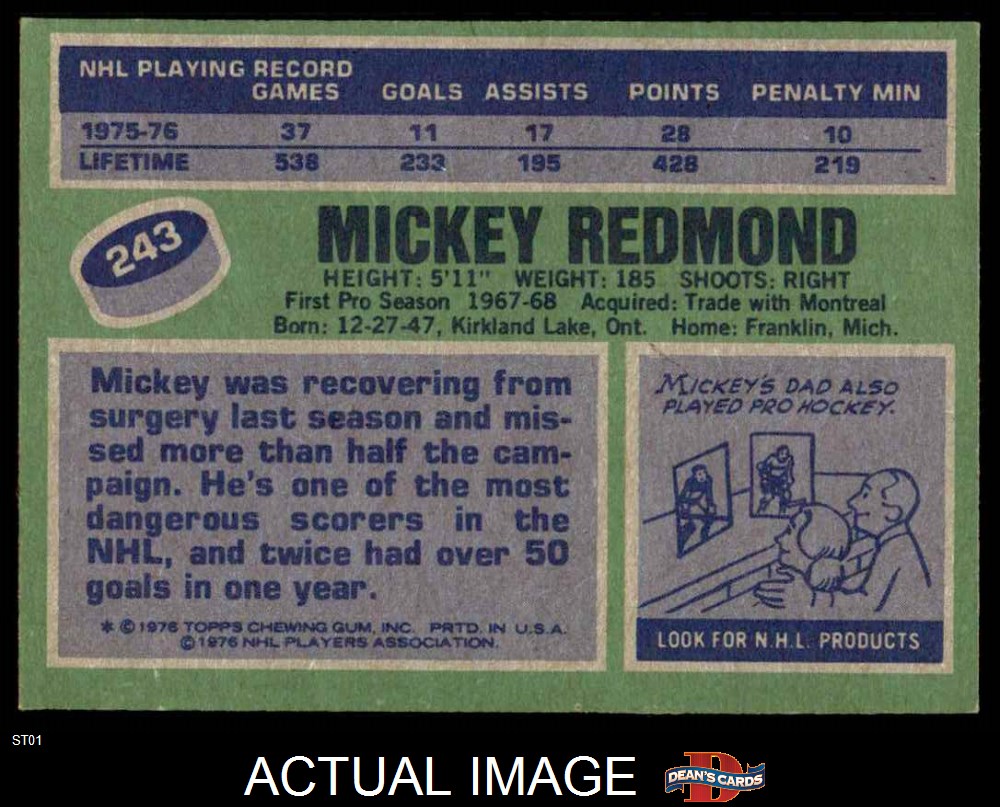 NHL PLAYING RECORD
GAMES GOALS ASSISTS POINTS PENALTY MIN
1975-76 37 11 17 28 10
LIFETIME 538 233 195 428 219
243
MICKEY REDMOND
HEIGHT: 5'11" WEIGHT: 185 SHOOTS: RIGHT
First Pro Season 1967-68 Acquired: Trade with Montreal
Born: 12-27-47, Kirkland Lake, Ont. Home: Franklin, Mich.
Mickey was recovering from
surgery last season and mis-
sed more than half the cam-
paign. He's one of the most
dangerous scorers in the
NHL, and twice had over 50
goals in one year.
* © 1976 TOPPS CHEWING GUM, INC. PRTD. IN U.S.A.
© 1976 NHL PLAYERS ASSOCIATION.
MICKEY'S DAD ALSO
PLAYED PRO HOCKEY.
LOOK FOR N.H.L. PRODUCTS
ST01
ACTUAL IMAGE
D
DEAN'S CARDS